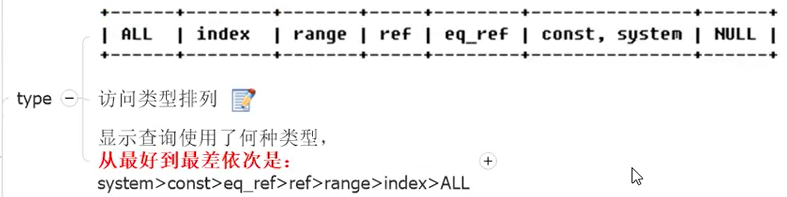 | ALL | index | range | ref | eq_ref | const, system | NULL |
type
访问类型排列
显示查询使用了何种类型，
从最好到最差依次是：
system>const>eq_ref>ref>range>index>ALL